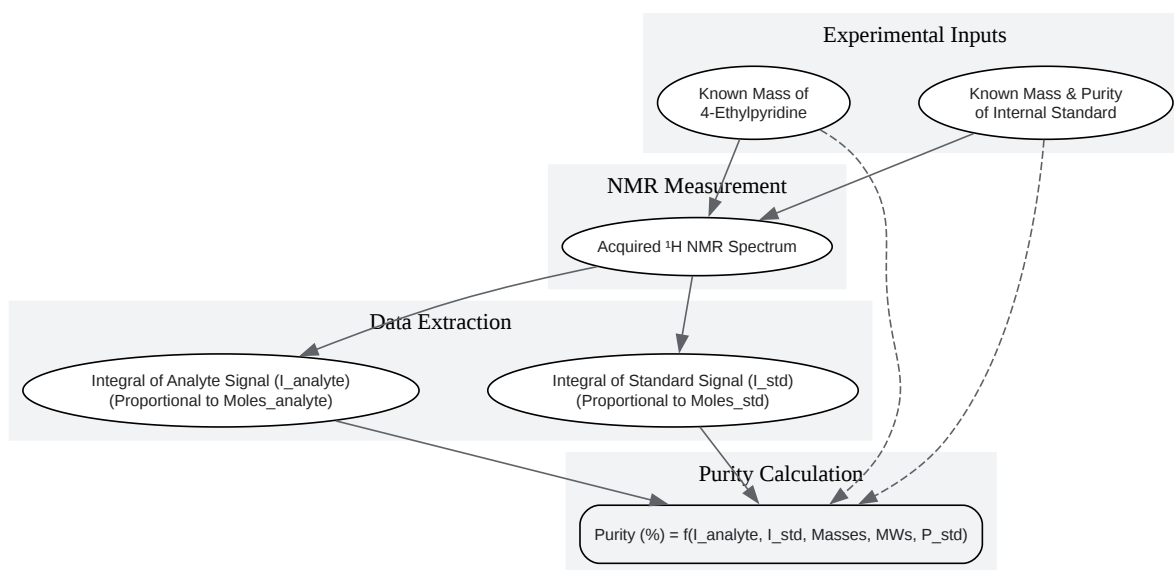 Experimental Inputs
Known Mass of
4-Ethylpyridine
Known Mass & Purity
of Internal Standard
NMR Measurement
Acquired ¹H NMR Spectrum
Data Extraction
Integral of Analyte Signal (I_analyte)
(Proportional to Moles_analyte)
Integral of Standard Signal (I_std)
(Proportional to Moles_std)
Purity Calculation
Purity (%) = f(I_analyte, I_std, Masses, MWs, P_std)